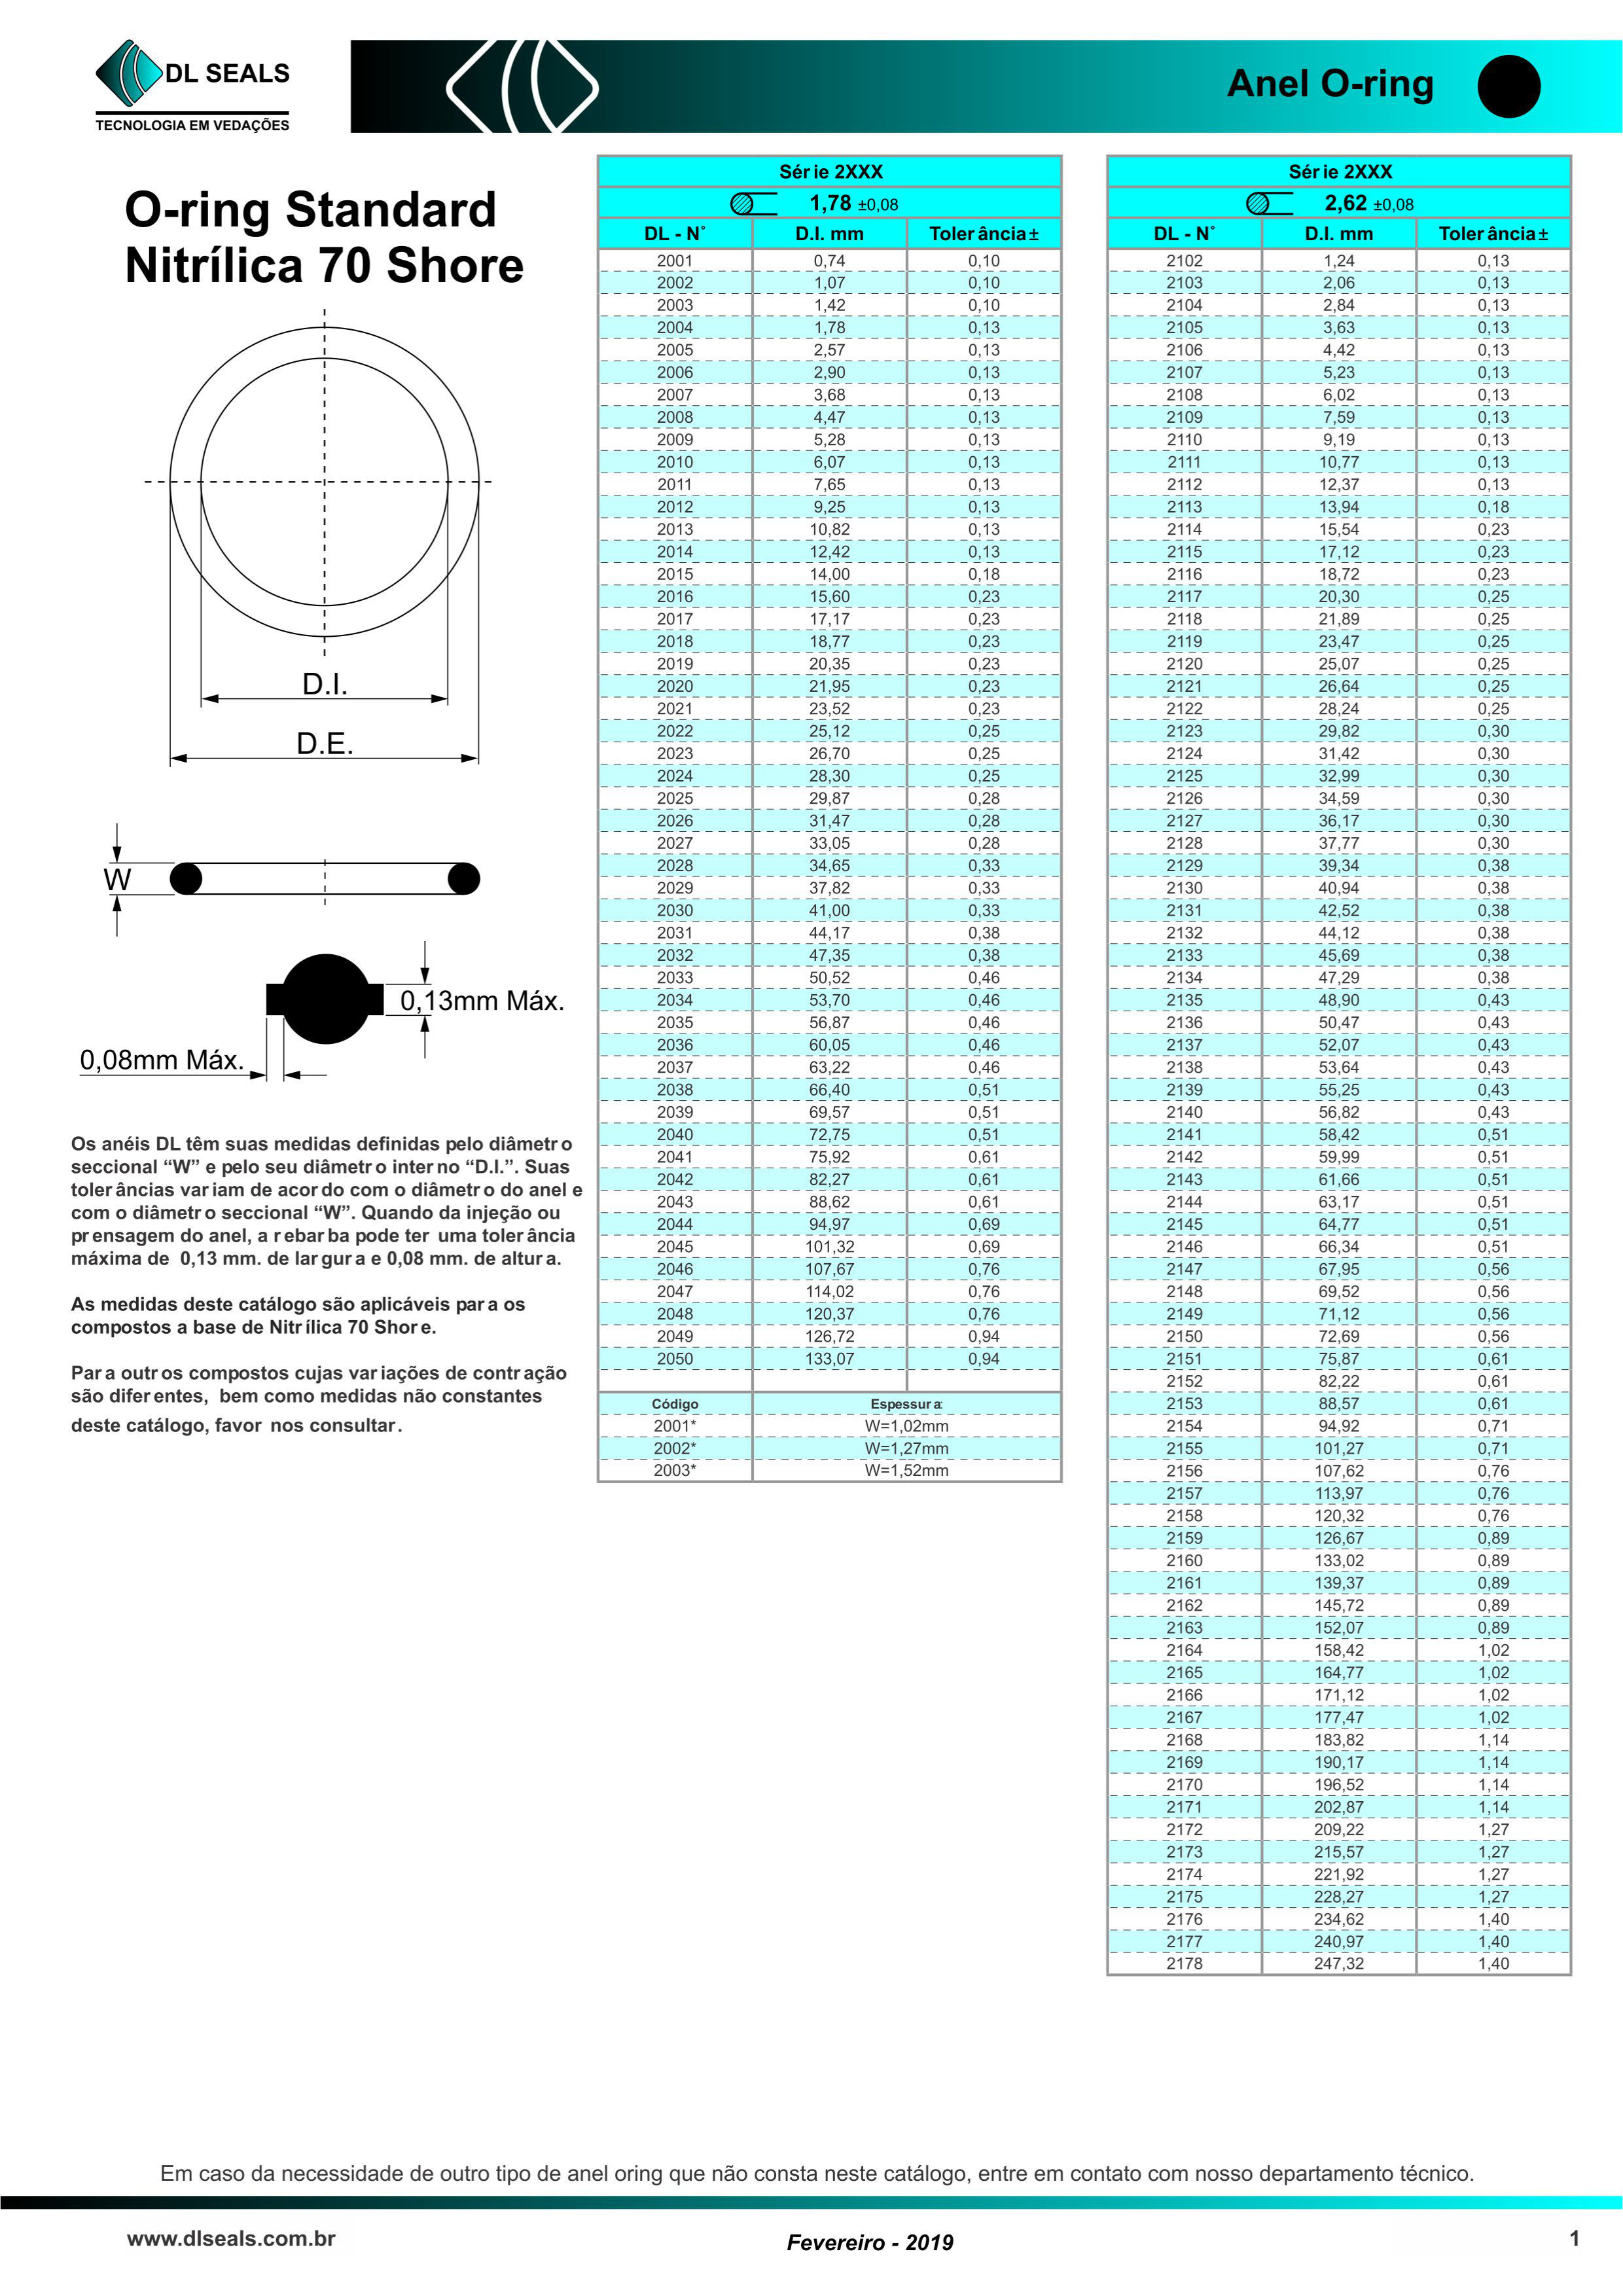 DL SEALS
TECNOLOGIA EM VEDAÇÕES
Anel O-ring
O-ring Standard
Nitrílica 70 Shore
D.I.
D.E.
W
0,13mm Máx.
0,08mm Máx.
Os anéis DL têm suas medidas definidas pelo diâmetro
seccional “W” e pelo seu diâmetro interno “D.I.”. Suas
tolerâncias variam de acordo com o diâmetro do anel e
com o diâmetro seccional “W”. Quando da injeção ou
prensagem do anel, a rebarba pode ter uma tolerância
máxima de 0,13 mm. de largura e 0,08 mm. de altura.
As medidas deste catálogo são aplicáveis para os
compostos a base de Nitrílica 70 Shore.
Para outros compostos cujas variações de contração
são diferentes, bem como medidas não constantes
deste catálogo, favor nos consultar.
Série 2XXX
1,78 ±0,08
DL - N° D.I. mm Tolerância ±
2001 0,74 0,10
2002 1,07 0,10
2003 1,42 0,10
2004 1,78 0,13
2005 2,57 0,13
2006 2,90 0,13
2007 3,68 0,13
2008 4,47 0,13
2009 5,28 0,13
2010 6,07 0,13
2011 7,65 0,13
2012 9,25 0,13
2013 10,82 0,13
2014 12,42 0,13
2015 14,00 0,18
2016 15,60 0,23
2017 17,17 0,23
2018 18,77 0,23
2019 20,35 0,23
2020 21,95 0,23
2021 23,52 0,23
2022 25,12 0,25
2023 26,70 0,25
2024 28,30 0,25
2025 29,87 0,28
2026 31,47 0,28
2027 33,05 0,28
2028 34,65 0,33
2029 37,82 0,33
2030 41,00 0,33
2031 44,17 0,38
2032 47,35 0,38
2033 50,52 0,46
2034 53,70 0,46
2035 56,87 0,46
2036 60,05 0,46
2037 63,22 0,46
2038 66,40 0,51
2039 69,57 0,51
2040 72,75 0,51
2041 75,92 0,61
2042 82,27 0,61
2043 88,62 0,61
2044 94,97 0,69
2045 101,32 0,69
2046 107,67 0,76
2047 114,02 0,76
2048 120,37 0,76
2049 126,72 0,94
2050 133,07 0,94
Código Espessura:
2001* W=1,02mm
2002* W=1,27mm
2003* W=1,52mm
Série 2XXX
2,62 ±0,08
DL - N° D.I. mm Tolerância ±
2102 1,24 0,13
2103 2,06 0,13
2104 2,84 0,13
2105 3,63 0,13
2106 4,42 0,13
2107 5,23 0,13
2108 6,02 0,13
2109 7,59 0,13
2110 9,19 0,13
2111 10,77 0,13
2112 12,37 0,13
2113 13,94 0,18
2114 15,54 0,23
2115 17,12 0,23
2116 18,72 0,23
2117 20,30 0,25
2118 21,89 0,25
2119 23,47 0,25
2120 25,07 0,25
2121 26,64 0,25
2122 28,24 0,25
2123 29,82 0,30
2124 31,42 0,30
2125 32,99 0,30
2126 34,59 0,30
2127 36,17 0,30
2128 37,77 0,30
2129 39,34 0,38
2130 40,94 0,38
2131 42,52 0,38
2132 44,12 0,38
2133 45,69 0,38
2134 47,29 0,38
2135 48,90 0,43
2136 50,47 0,43
2137 52,07 0,43
2138 53,64 0,43
2139 55,25 0,43
2140 56,82 0,43
2141 58,42 0,51
2142 59,99 0,51
2143 61,66 0,51
2144 63,17 0,51
2145 64,77 0,51
2146 66,34 0,51
2147 67,95 0,56
2148 69,52 0,56
2149 71,12 0,56
2150 72,69 0,56
2151 75,87 0,61
2152 82,22 0,61
2153 88,57 0,61
2154 94,92 0,71
2155 101,27 0,71
2156 107,62 0,76
2157 113,97 0,76
2158 120,32 0,76
2159 126,67 0,89
2160 133,02 0,89
2161 139,37 0,89
2162 145,72 0,89
2163 152,07 0,89
2164 158,42 1,02
2165 164,77 1,02
2166 171,12 1,02
2167 177,47 1,02
2168 183,82 1,14
2169 190,17 1,14
2170 196,52 1,14
2171 202,87 1,14
2172 209,22 1,27
2173 215,57 1,27
2174 221,92 1,27
2175 228,27 1,27
2176 234,62 1,40
2177 240,97 1,40
2178 247,32 1,40
Em caso da necessidade de outro tipo de anel oring que não consta neste catálogo, entre em contato com nosso departamento técnico.
www.dlseals.com.br
Fevereiro - 2019
1